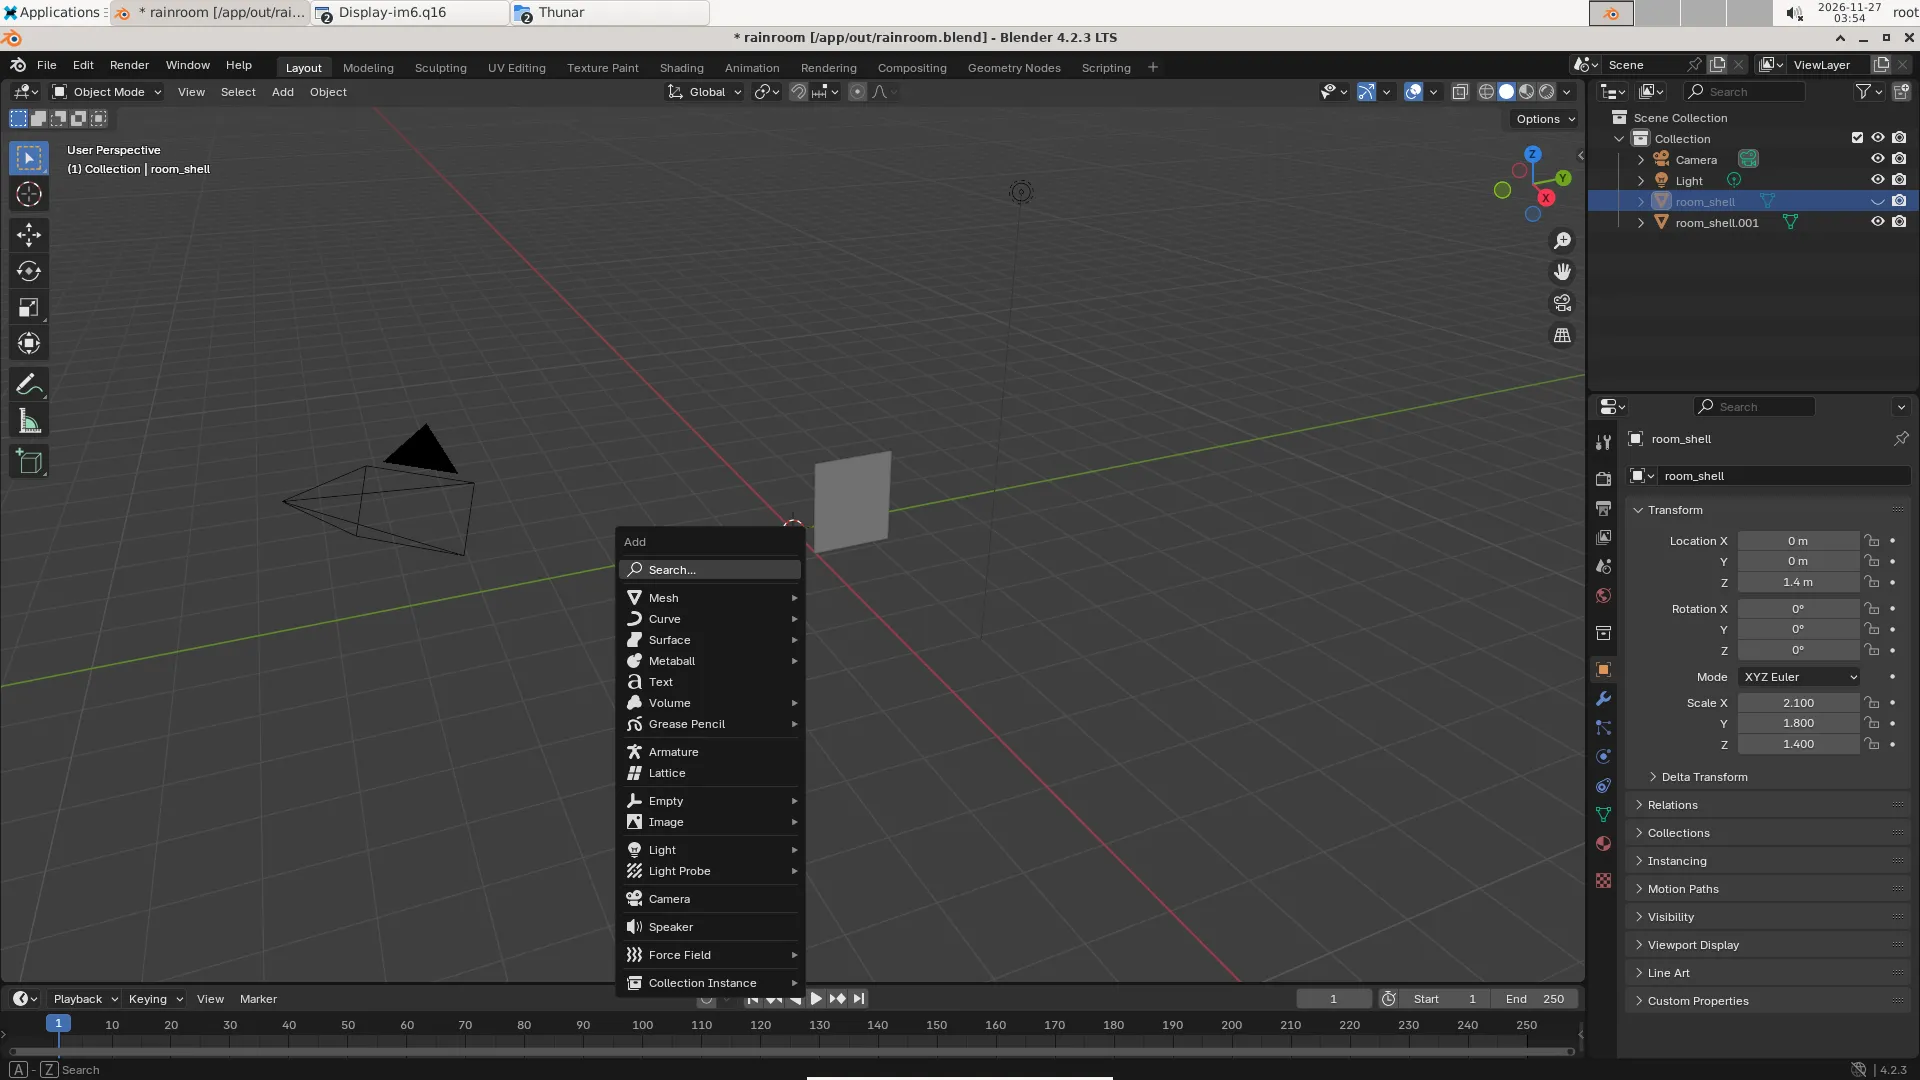 Applications
* rainroom [/app/out/rai...
2
Display-im6.q16
2
Thunar
2026-11-27
03:54
root
* rainroom [/app/out/rainroom.blend] - Blender 4.2.3 LTS
File
Edit
Render
Window
Help
Layout
Modeling
Sculpting
UV Editing
Texture Paint
Shading
Animation
Rendering
Compositing
Geometry Nodes
Scripting
+
Scene
ViewLayer
Object Mode
View
Select
Add
Object
Global
Search
Options
User Perspective
(1) Collection | room_shell
Z
Y
X
Scene Collection
Collection
Camera
Light
room_shell
room_shell.001
Add
Search...
Mesh
Curve
Surface
Metaball
Text
Volume
Grease Pencil
Armature
Lattice
Empty
Image
Light
Light Probe
Camera
Speaker
Force Field
Collection Instance
Search
room_shell
room_shell
Transform
Location X
0 m
Y
0 m
Z
1.4 m
Rotation X
0°
Y
0°
Z
0°
Mode
XYZ Euler
Scale X
2.100
Y
1.800
Z
1.400
Delta Transform
Relations
Collections
Instancing
Motion Paths
Visibility
Viewport Display
Line Art
Custom Properties
Playback
Keying
View
Marker
1
Start
1
End
250
1
10
20
30
40
50
60
70
80
90
100
110
120
130
140
150
160
170
180
190
200
210
220
230
240
250
A - Z Search
4.2.3